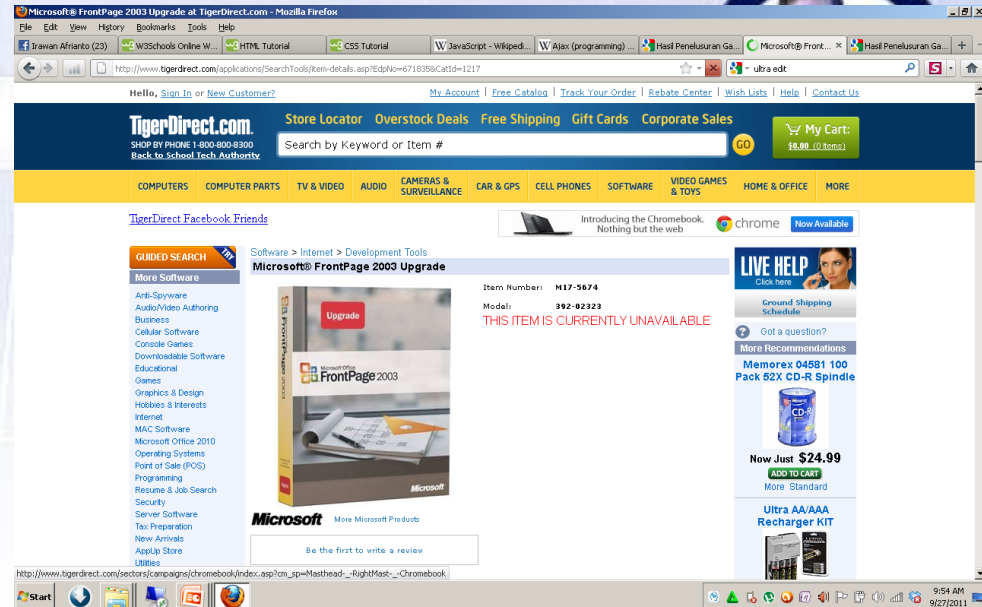 Microsoft® FrontPage 2003 Upgrade at TigerDirect.com - Mozilla Firefox
File Edit View History Bookmarks Tools Help
Irawan Afrianto (23) W3Schools Online W... HTML Tutorial CSS Tutorial JavaScript - Wikipedi... Ajax (programming) ... Hasil Penelusuran Ga... Microsoft® Front... Hasil Penelusuran Ga...
http://www.tigerdirect.com/applications/SearchTools/item-details.asp?EdpNo=671835&CatId=1217
ultra edit
Hello, Sign In or New Customer?
My Account | Free Catalog | Track Your Order | Rebate Center | Wish Lists | Help | Contact Us
TigerDirect.com.
SHOP BY PHONE 1-800-800-8300
Back to School Tech Authority
Store Locator Overstock Deals Free Shipping Gift Cards Corporate Sales
Search by Keyword or Item #
GO
My Cart:
$0.00 (0 Items)
COMPUTERS COMPUTER PARTS TV & VIDEO AUDIO CAMERAS & SURVEILLANCE CAR & GPS CELL PHONES SOFTWARE VIDEO GAMES & TOYS HOME & OFFICE MORE
TigerDirect Facebook Friends
Introducing the Chromebook.
Nothing but the web
chrome
Now Available
GUIDED SEARCH
TRY
More Software
Anti-Spyware
Audio/Video Authoring
Business
Cellular Software
Console Games
Downloadable Software
Educational
Games
Graphics & Design
Hobbies & Interests
Internet
MAC Software
Microsoft Office 2010
Operating Systems
Point of Sale (POS)
Programming
Resume & Job Search
Security
Server Software
Tax Preparation
New Arrivals
AppUp Store
Utilities
Software > Internet > Development Tools
Microsoft® FrontPage 2003 Upgrade
Upgrade
FrontPage 2003
Microsoft Office
FrontPage 2003
Microsoft
Item Number: M17-5674
Model: 392-02323
THIS ITEM IS CURRENTLY UNAVAILABLE
Microsoft More Microsoft Products
Be the first to write a review
LIVE HELP
Click here
Ground Shipping
Schedule
Got a question?
More Recommendations
Memorex 04581 100
Pack 52X CD-R Spindle
CD-R
Now Just $24.99
ADD TO CART
More Standard
Ultra AA/AAA
Recharger KIT
http://www.tigerdirect.com/sectors/campaigns/chromebook/index.asp?cm_sp=Masthead-_-RightMast-_-Chromebook
Start
9:54 AM
9/27/2011